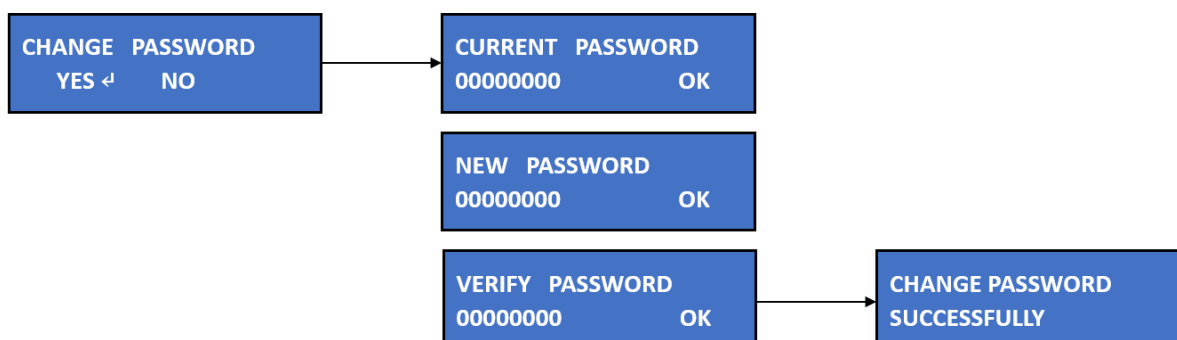 CHANGE PASSWORD
YES ↲ NO
CURRENT PASSWORD
00000000 OK
NEW PASSWORD
00000000 OK
VERIFY PASSWORD
00000000 OK
CHANGE PASSWORD
SUCCESSFULLY